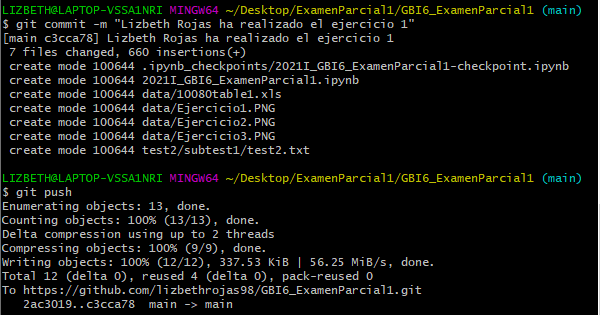 LIZBETH@LAPTOP-VSSA1NRI MINGW64 ~/Desktop/ExamenParcial1/GBI6_ExamenParcial1 (main)
$ git commit -m "Lizbeth Rojas ha realizado el ejercicio 1"
[main c3cca78] Lizbeth Rojas ha realizado el ejercicio 1
 7 files changed, 660 insertions(+)
 create mode 100644 .ipynb_checkpoints/2021I_GBI6_ExamenParcial1-checkpoint.ipynb
 create mode 100644 2021I_GBI6_ExamenParcial1.ipynb
 create mode 100644 data/10080table1.xls
 create mode 100644 data/Ejercicio1.PNG
 create mode 100644 data/Ejercicio2.PNG
 create mode 100644 data/Ejercicio3.PNG
 create mode 100644 test2/subtest1/test2.txt
LIZBETH@LAPTOP-VSSA1NRI MINGW64 ~/Desktop/ExamenParcial1/GBI6_ExamenParcial1 (main)
$ git push
Enumerating objects: 13, done.
Counting objects: 100% (13/13), done.
Delta compression using up to 2 threads
Compressing objects: 100% (9/9), done.
Writing objects: 100% (12/12), 337.53 KiB | 56.25 MiB/s, done.
Total 12 (delta 0), reused 4 (delta 0), pack-reused 0
To https://github.com/lizbethrojas98/GBI6_ExamenParcial1.git
   2ac3019..c3cca78  main -> main